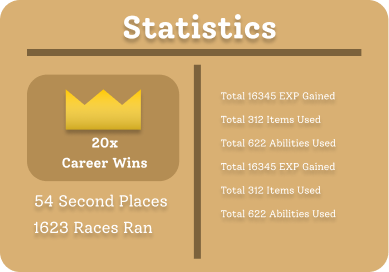 Statistics
20x
Career Wins
54 Second Places
1623 Races Ran
Total 16345 EXP Gained
Total 312 Items Used
Total 622 Abilities Used
Total 16345 EXP Gained
Total 312 Items Used
Total 622 Abilities Used